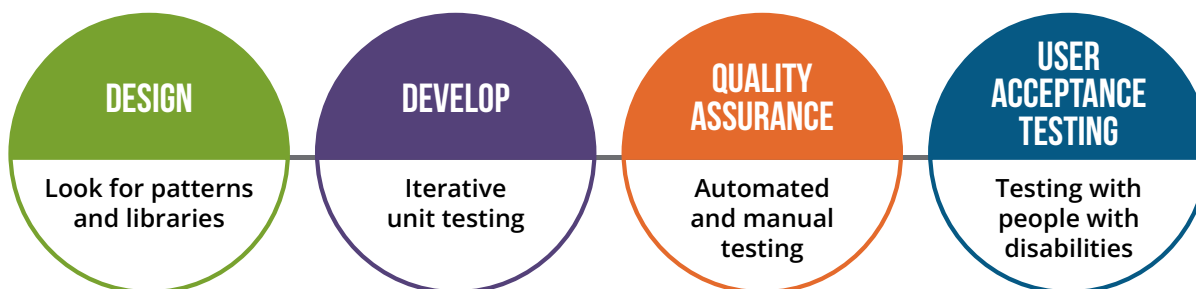 DESIGN
Look for patterns
and libraries
DEVELOP
Iterative
unit testing
QUALITY
ASSURANCE
Automated
and manual
testing
USER
ACCEPTANCE
TESTING
Testing with
people with
disabilities